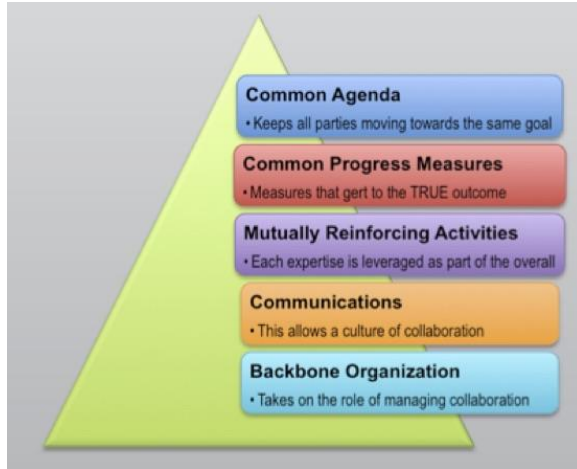 Common Agenda
• Keeps all parties moving towards the same goal
Common Progress Measures
• Measures that gert to the TRUE outcome
Mutually Reinforcing Activities
• Each expertise is leveraged as part of the overall
Communications
• This allows a culture of collaboration
Backbone Organization
• Takes on the role of managing collaboration